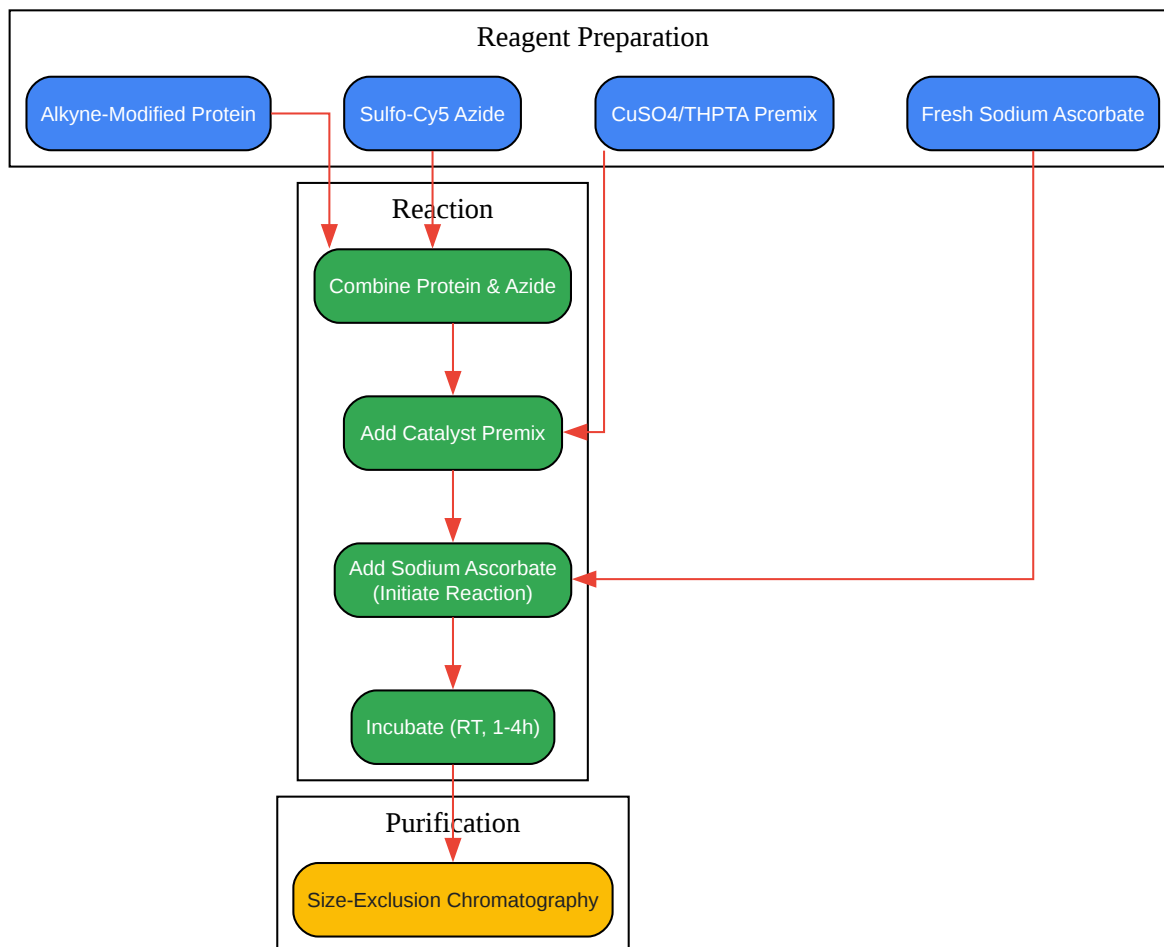 Reagent Preparation
Alkyne-Modified Protein
Sulfo-Cy5 Azide
CuSO4/THPTA Premix
Fresh Sodium Ascorbate
Reaction
Combine Protein & Azide
Add Catalyst Premix
Add Sodium Ascorbate
(Initiate Reaction)
Incubate (RT, 1-4h)
Purification
Size-Exclusion Chromatography